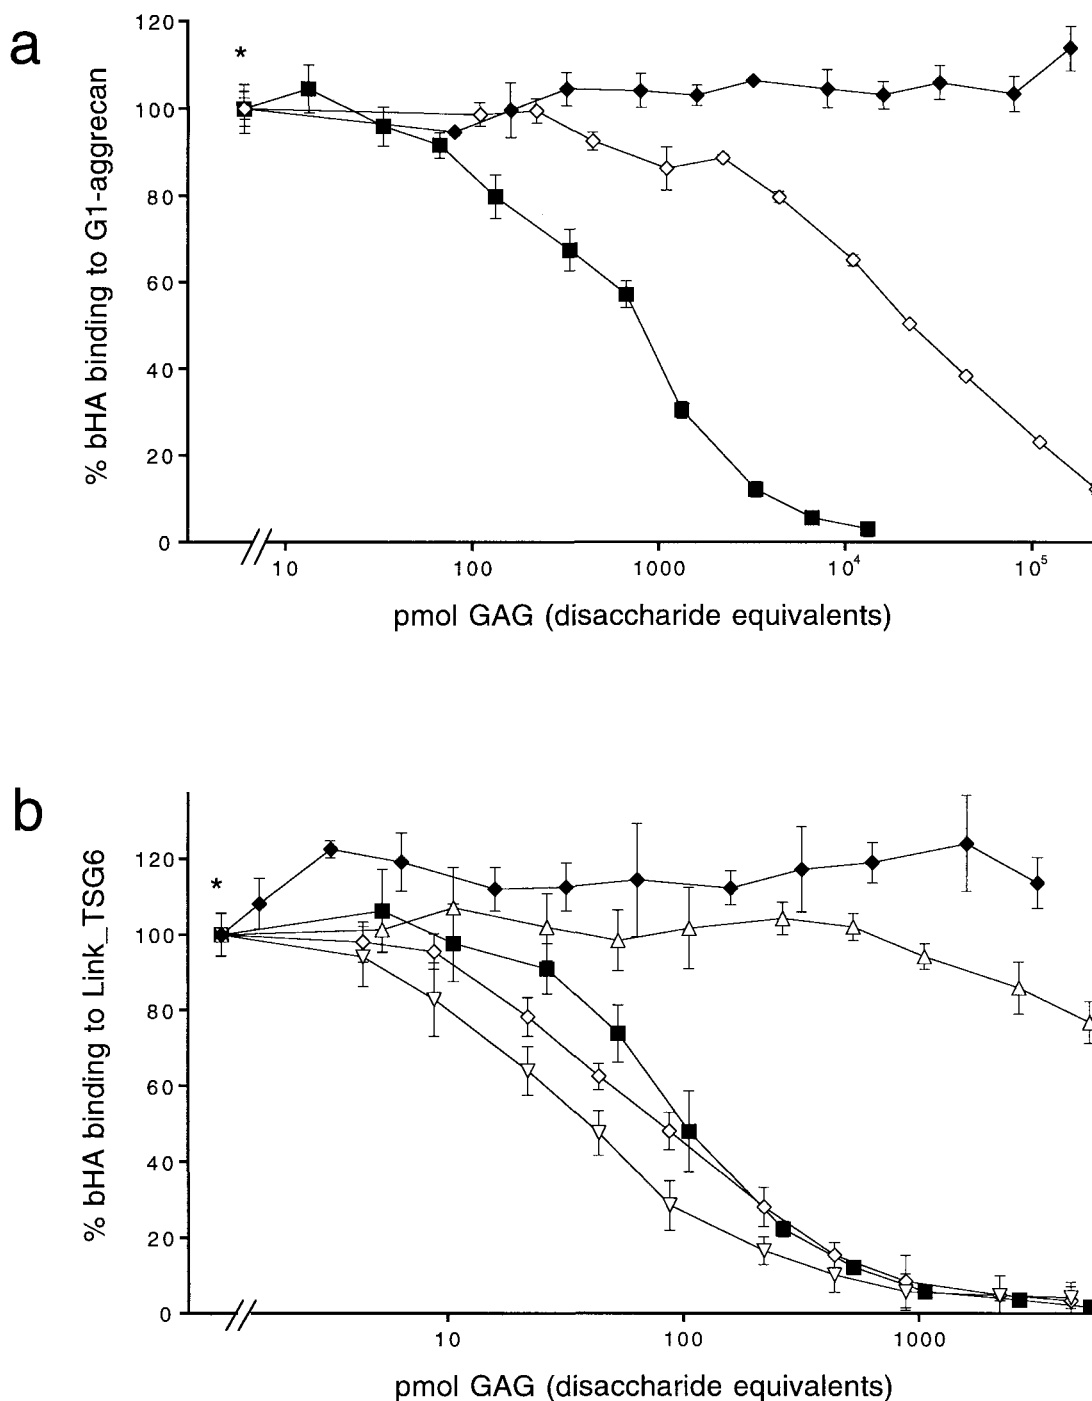 a
120
*
100
80
60
40
20
0
% bHA binding to G1-aggrecan
10 100 1000 10⁴ 10⁵
pmol GAG (disaccharide equivalents)
b
120
*
100
80
60
40
20
0
% bHA binding to Link_TSG6
10 100 1000
pmol GAG (disaccharide equivalents)